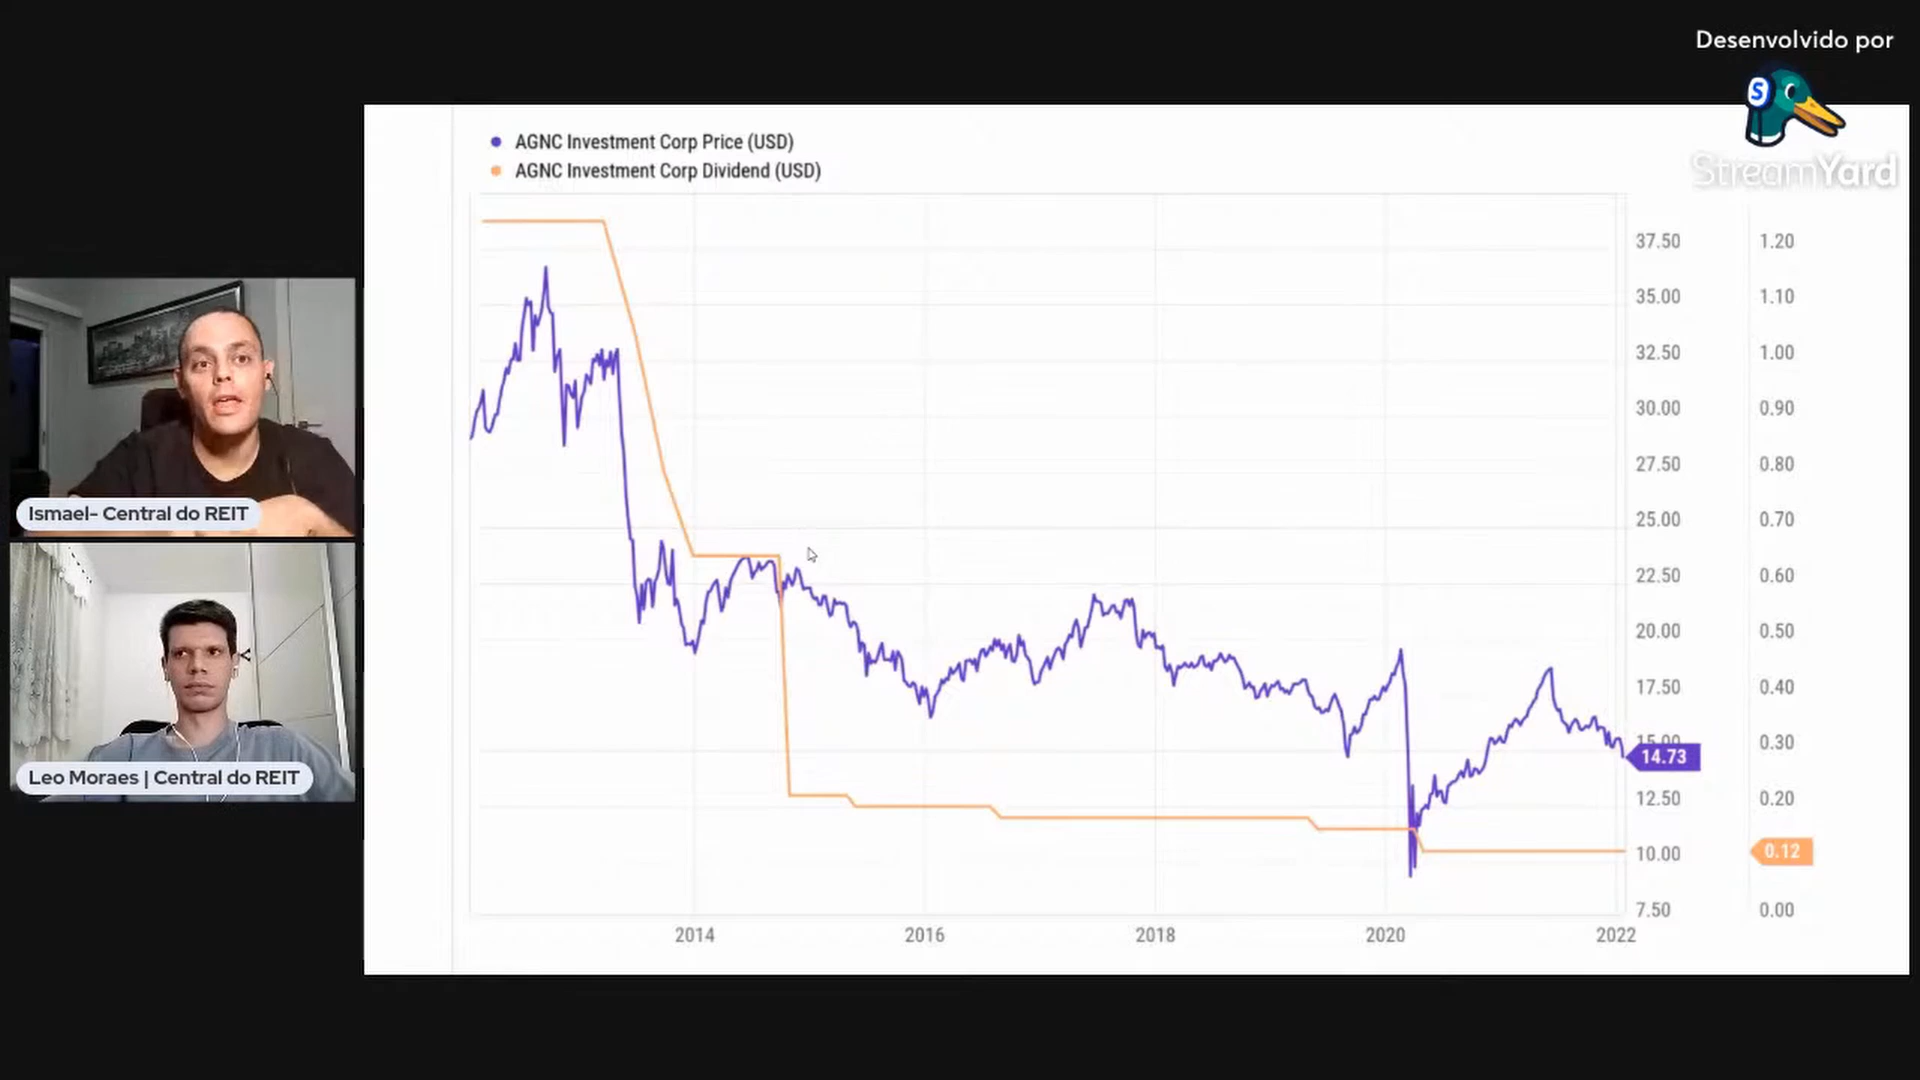 Desenvolvido por
S
StreamYard
AGNC Investment Corp Price (USD)
AGNC Investment Corp Dividend (USD)
37.50 1.20
35.00 1.10
32.50 1.00
30.00 0.90
27.50 0.80
25.00 0.70
22.50 0.60
20.00 0.50
17.50 0.40
15.00 0.30
14.73
12.50 0.20
10.00
0.12
7.50 0.00
2014 2016 2018 2020 2022
Ismael- Central do REIT
Leo Moraes | Central do REIT